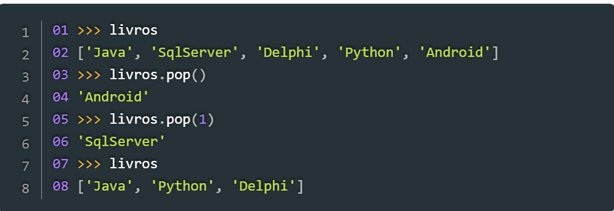 1 01 >>> livros
2 02 ['Java', 'SqlServer', 'Delphi', 'Python', 'Android']
3 03 >>> livros.pop()
4 04 'Android'
5 05 >>> livros.pop(1)
6 06 'SqlServer'
7 07 >>> livros
8 08 ['Java', 'Python', 'Delphi']